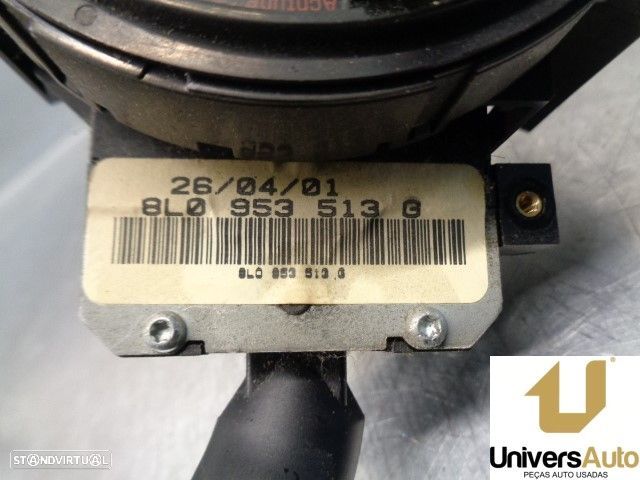 26/04/01
8L0 953 513 G
8L0 953 513 G
UniversAuto
PEÇAS AUTO USADAS
STANDVIRTUAL